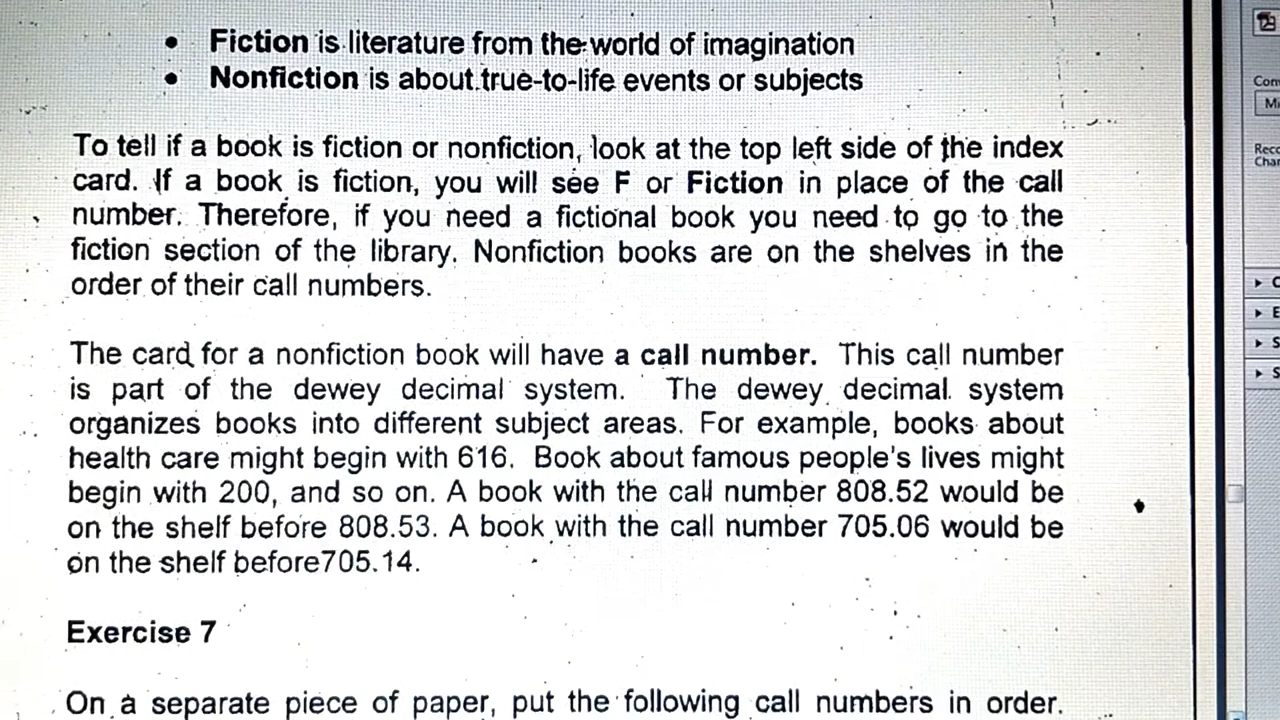 • Fiction is literature from the world of imagination
• Nonfiction is about true-to-life events or subjects
To tell if a book is fiction or nonfiction, look at the top left side of the index
card. If a book is fiction, you will see F or Fiction in place of the call
number. Therefore, if you need a fictional book you need to go to the
fiction section of the library. Nonfiction books are on the shelves in the
order of their call numbers.
The card for a nonfiction book will have a call number. This call number
is part of the dewey decimal system. The dewey decimal system
organizes books into different subject areas. For example, books about
health care might begin with 616. Book about famous people's lives might
begin with 200, and so on. A book with the call number 808.52 would be
on the shelf before 808.53. A book with the call number 705.06 would be
on the shelf before705.14.
Exercise 7
On a separate piece of paper, put the following call numbers in order.